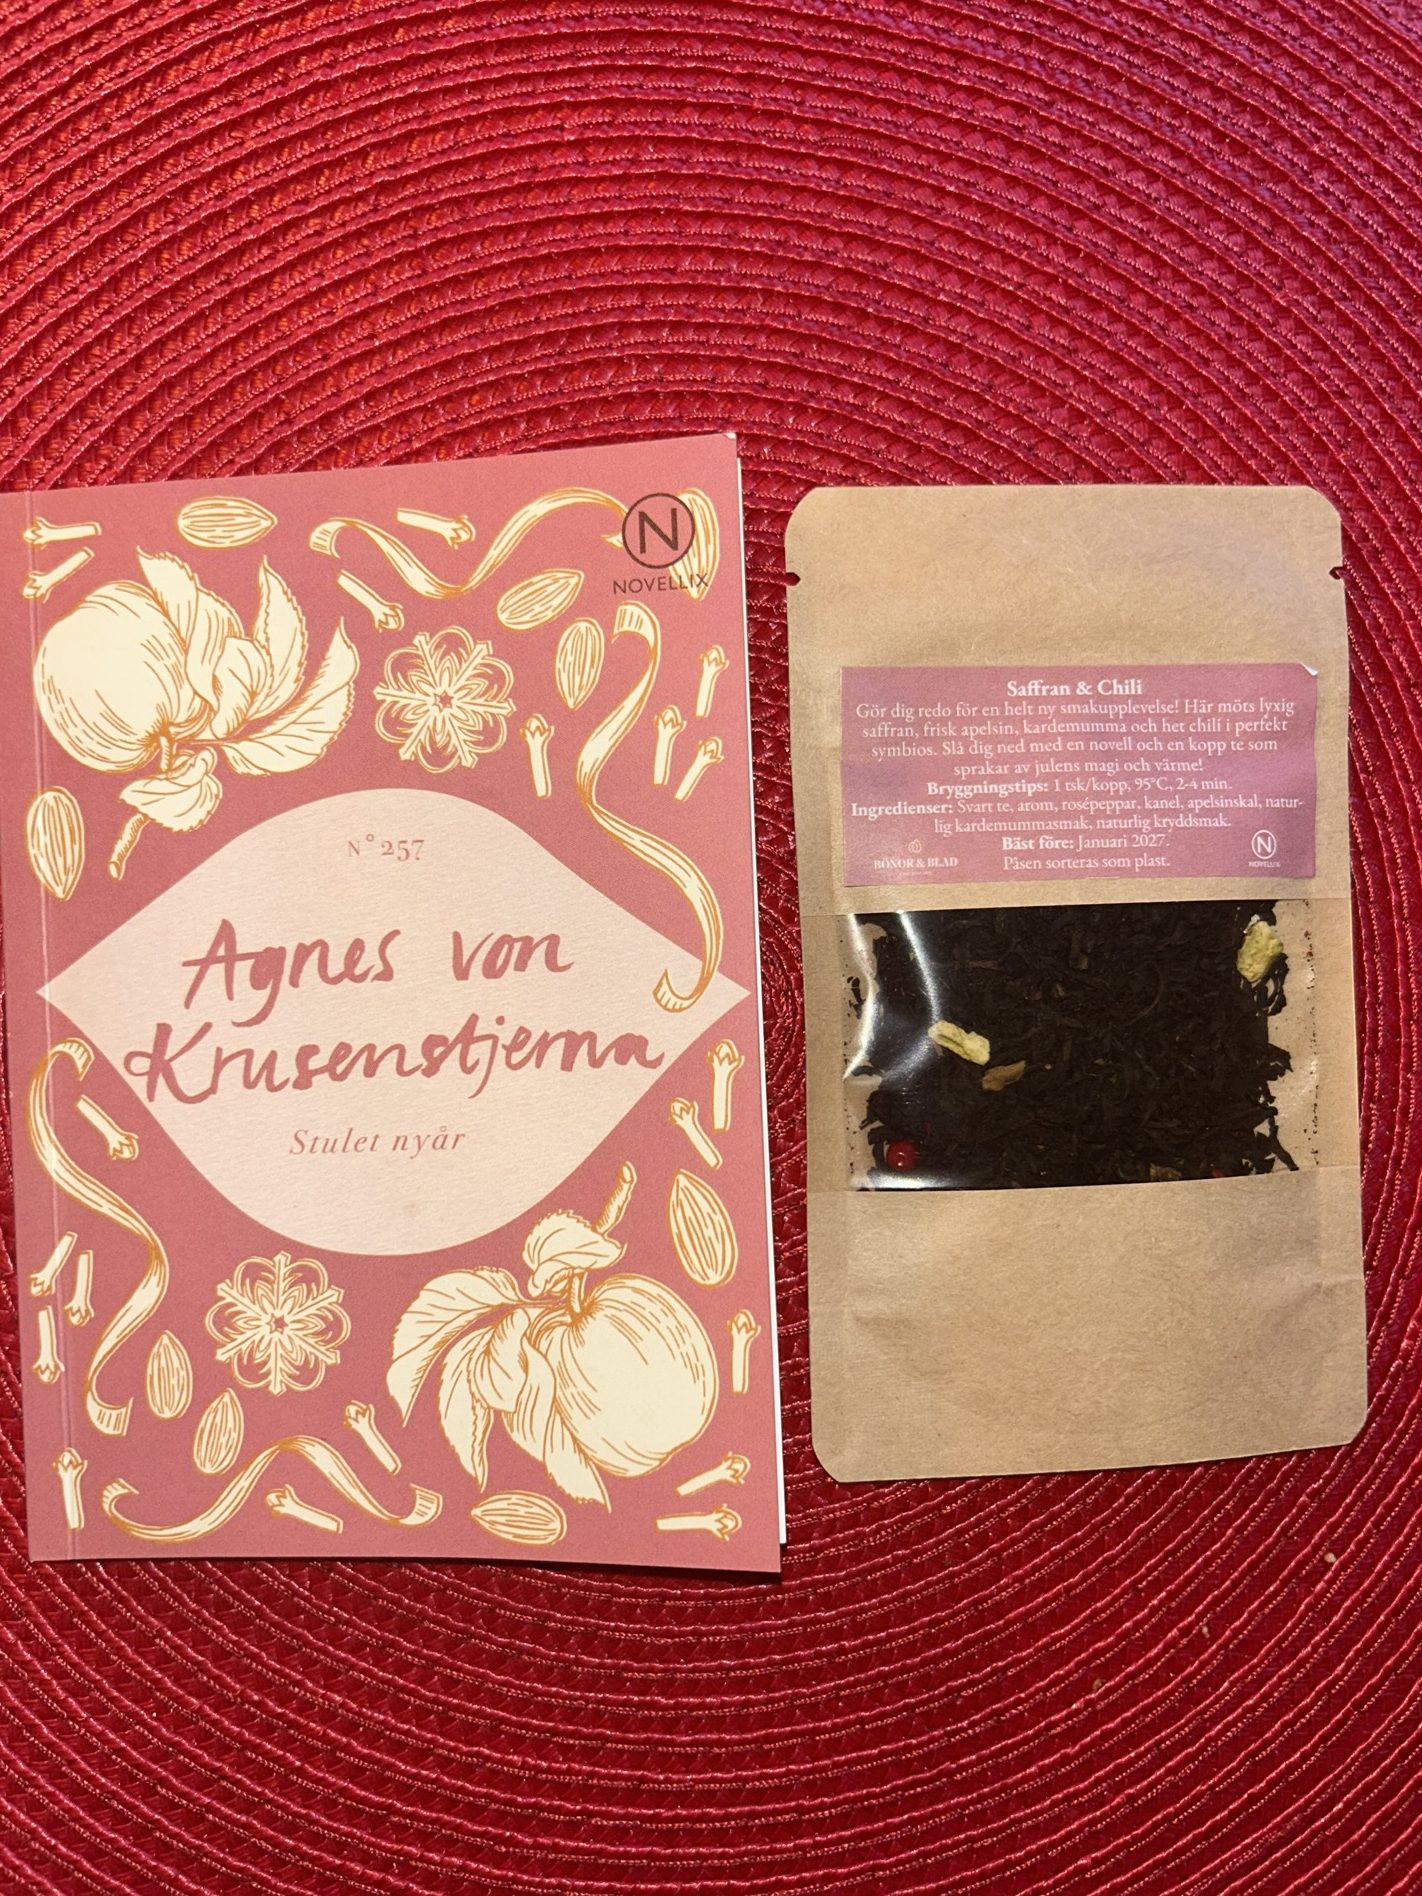 N
NOVELLIX
N° 257
Agnes von
Krusenstjerna
Stulet nyår
Saffran & Chili
Gör dig redo för en helt ny smakupplevelse! Här möts lyxig
saffran, frisk apelsin, kardemumma och het chili i perfekt
symbios. Slå dig ned med en novell och en kopp te som
sprakar av julens magi och värme!
Bryggningstips: 1 tsk/kopp, 95°C, 2-4 min.
Ingredienser: Svart te, arom, rosépeppar, kanel, apelsinskal, natur-
lig kardemummasmak, naturlig kryddsmak.
Bäst före: Januari 2027.
Påsen sorteras som plast.
BÖNOR & BLAD
N
NOVELLIX